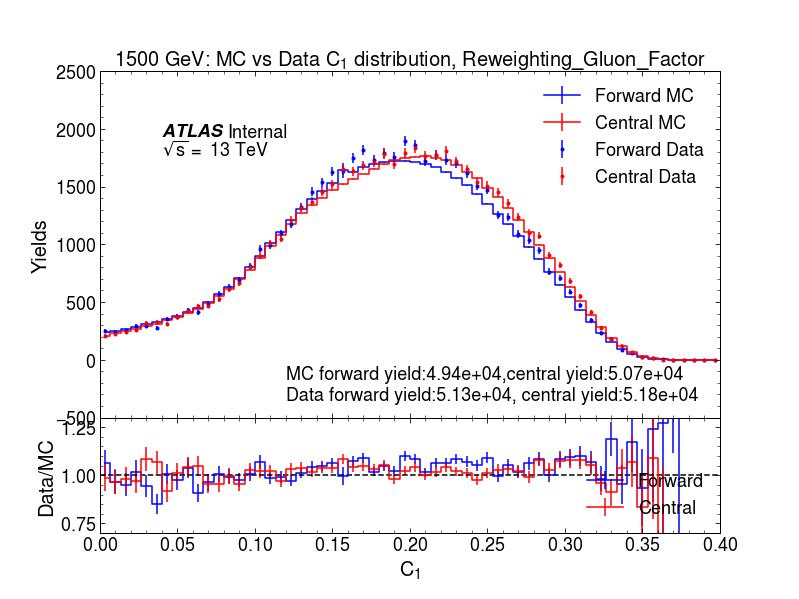 1500 GeV: MC vs Data C₁ distribution, Reweighting_Gluon_Factor
2500
2000
1500
1000
500
0
−500
Yields
ATLAS Internal
√s = 13 TeV
Forward MC
Central MC
Forward Data
Central Data
MC forward yield:4.94e+04,central yield:5.07e+04
Data forward yield:5.13e+04, central yield:5.18e+04
1.25
1.00
0.75
Data/MC
Forward
Central
0.00 0.05 0.10 0.15 0.20 0.25 0.30 0.35 0.40
C₁